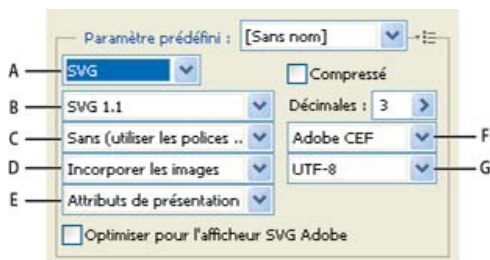 Paramètre prédéfini : [Sans nom]
A SVG Compressé
B SVG 1.1 Décimales : 3
C Sans (utiliser les polices .. Adobe CEF F
D Incorporer les images UTF-8 G
E Attributs de présentation
Optimiser pour l'afficheur SVG Adobe